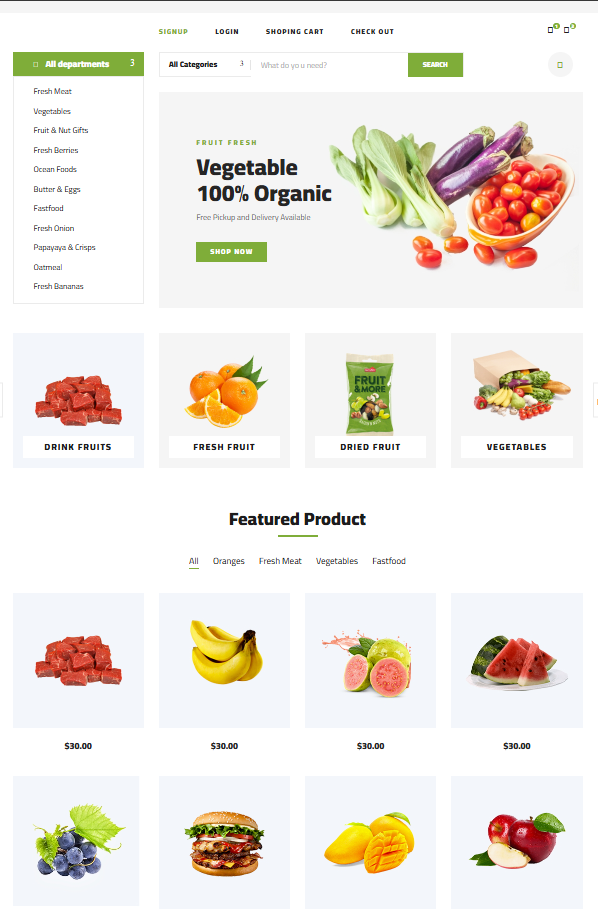 SIGNUP LOGIN SHOPING CART CHECK OUT
All departments 3
All Categories 3 What do yo u need? SEARCH
Fresh Meat
Vegetables
Fruit & Nut Gifts
Fresh Berries
Ocean Foods
Butter & Eggs
Fastfood
Fresh Onion
Papayaya & Crisps
Oatmeal
Fresh Bananas
FRUIT FRESH
Vegetable
100% Organic
Free Pickup and Delivery Available
SHOP NOW
FRUIT
& MORE
DRINK FRUITS
FRESH FRUIT
DRIED FRUIT
VEGETABLES
Featured Product
All Oranges Fresh Meat Vegetables Fastfood
$30.00 $30.00 $30.00 $30.00